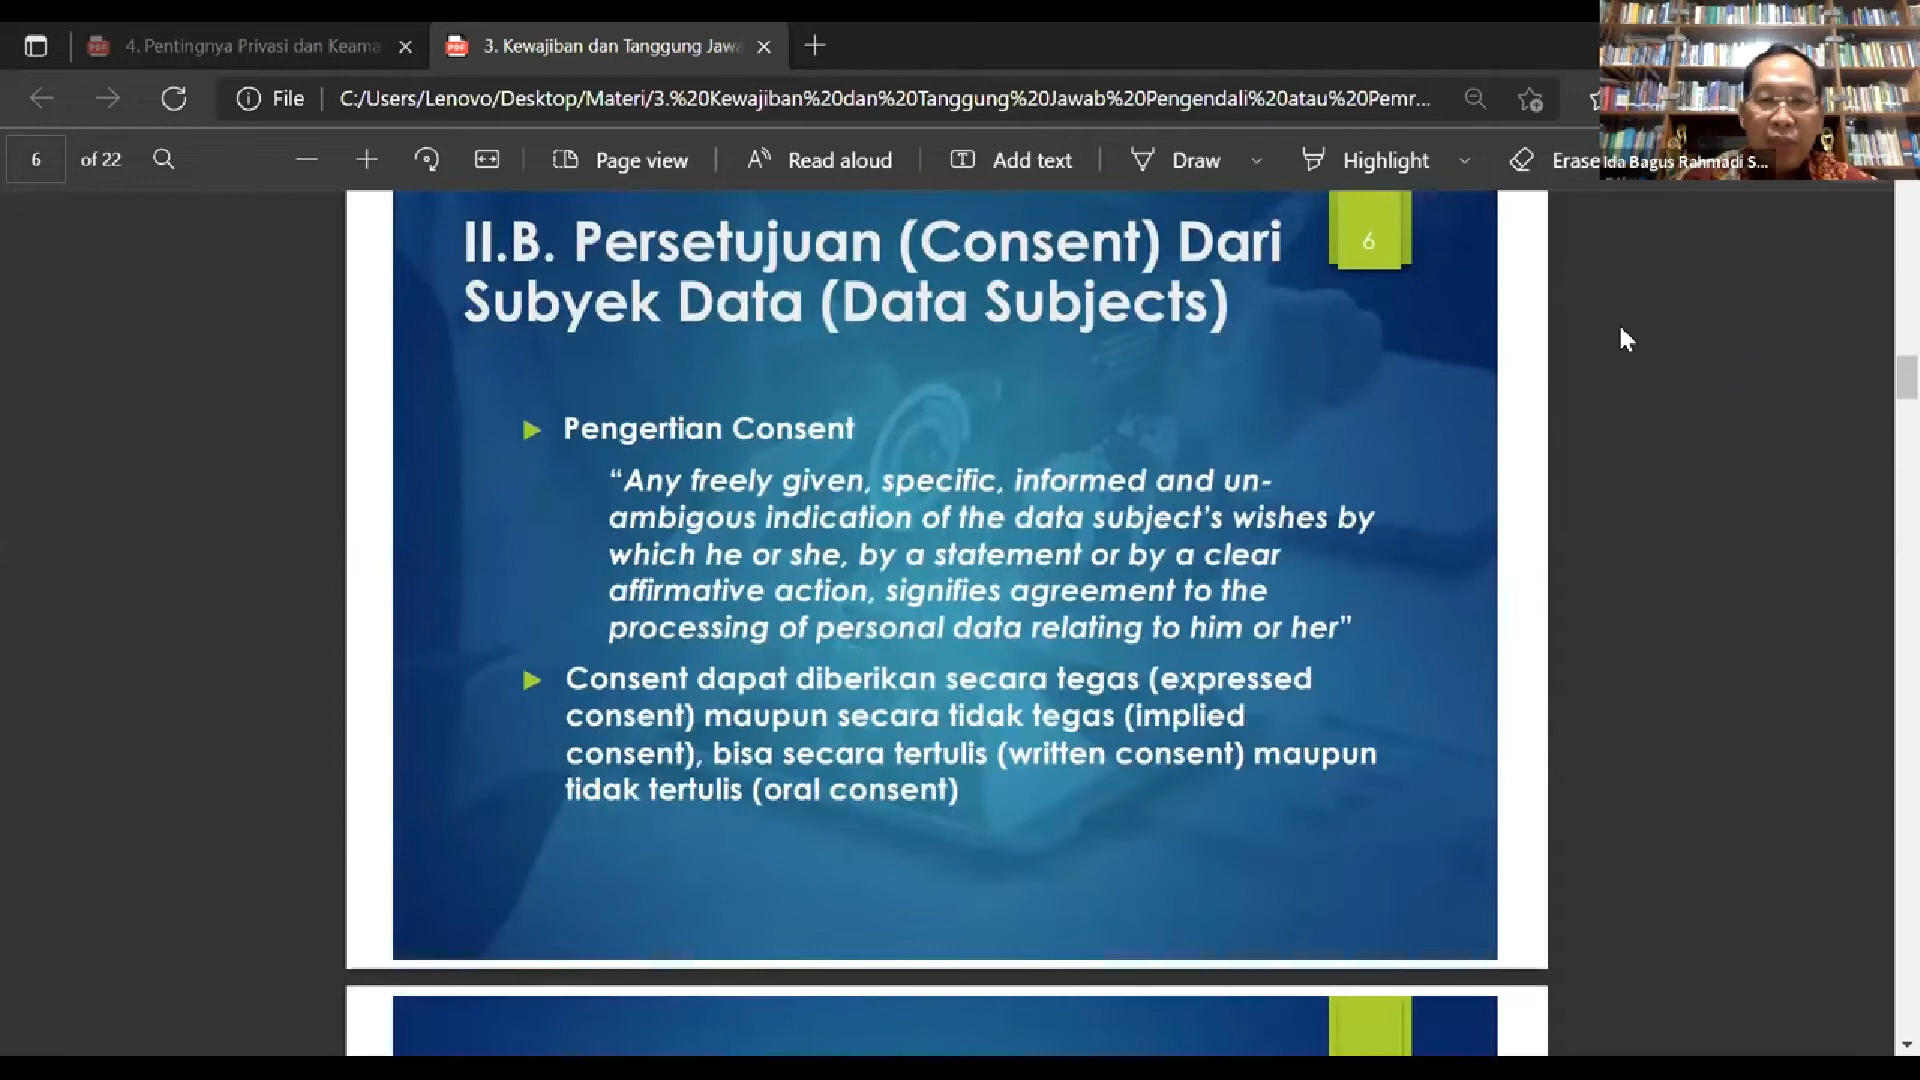 4. Pentingnya Privasi dan Keama
3. Kewajiban dan Tanggung Jawa
File
C:/Users/Lenovo/Desktop/Materi/3.%20Kewajiban%20dan%20Tanggung%20Jawab%20Pengendali%20atau%20Pemr...
6 of 22
Page view
Read aloud
Add text
Draw
Highlight
Erase
Ida Bagus Rahmadi S...
II.B. Persetujuan (Consent) Dari
Subyek Data (Data Subjects)
6
Pengertian Consent
“Any freely given, specific, informed and un-
ambigous indication of the data subject’s wishes by
which he or she, by a statement or by a clear
affirmative action, signifies agreement to the
processing of personal data relating to him or her”
Consent dapat diberikan secara tegas (expressed
consent) maupun secara tidak tegas (implied
consent), bisa secara tertulis (written consent) maupun
tidak tertulis (oral consent)